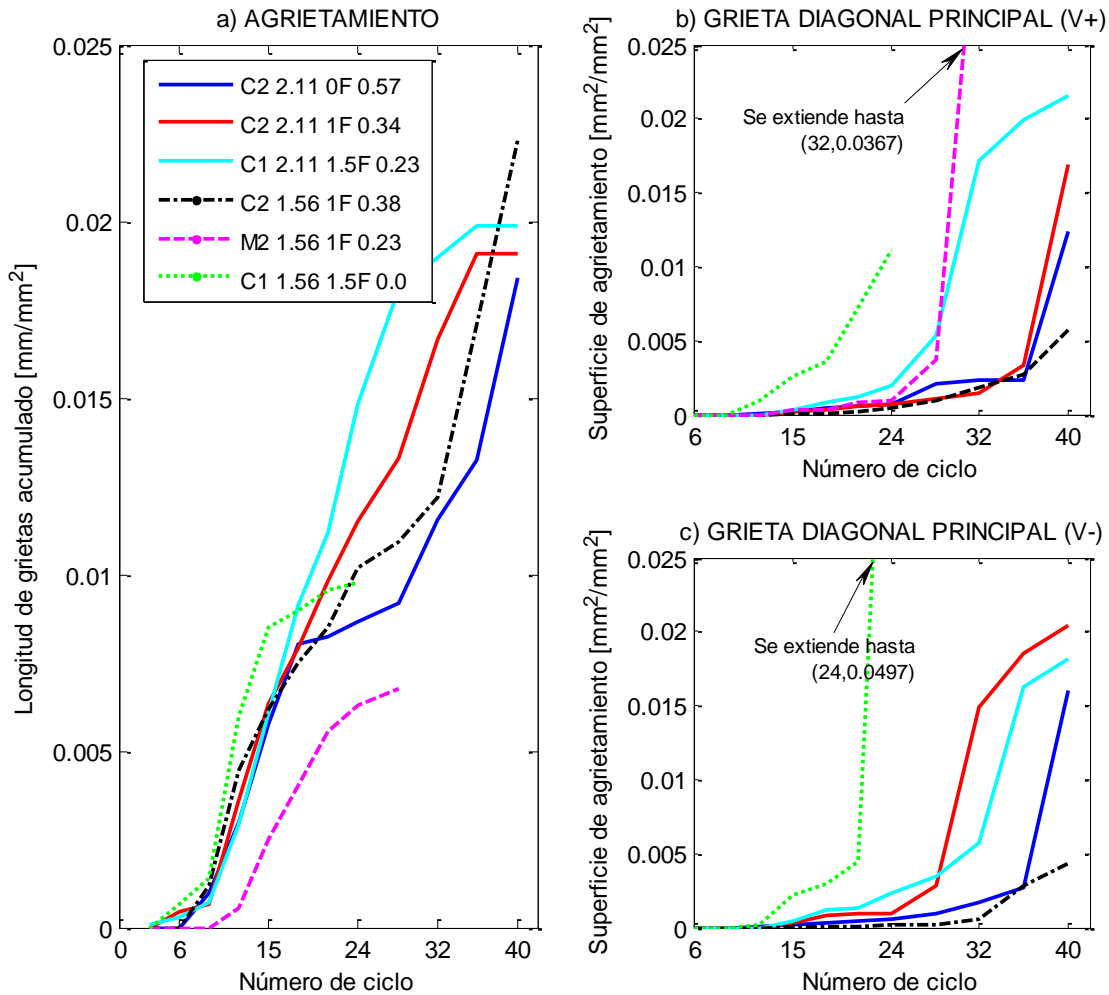 a) AGRIETAMIENTO
Longitud de grietas acumulado [mm/mm²]
0.025
0.02
0.015
0.01
0.005
0
C2 2.11 0F 0.57
C2 2.11 1F 0.34
C1 2.11 1.5F 0.23
C2 1.56 1F 0.38
M2 1.56 1F 0.23
C1 1.56 1.5F 0.0
0 6 15 24 32 40
Número de ciclo
b) GRIETA DIAGONAL PRINCIPAL (V+)
Superficie de agrietamiento [mm²/mm²]
0.025
0.02
0.015
0.01
0.005
0
Se extiende hasta
(32,0.0367)
6 15 24 32 40
Número de ciclo
c) GRIETA DIAGONAL PRINCIPAL (V-)
Superficie de agrietamiento [mm²/mm²]
0.025
0.02
0.015
0.01
0.005
0
Se extiende hasta
(24,0.0497)
6 15 24 32 40
Número de ciclo